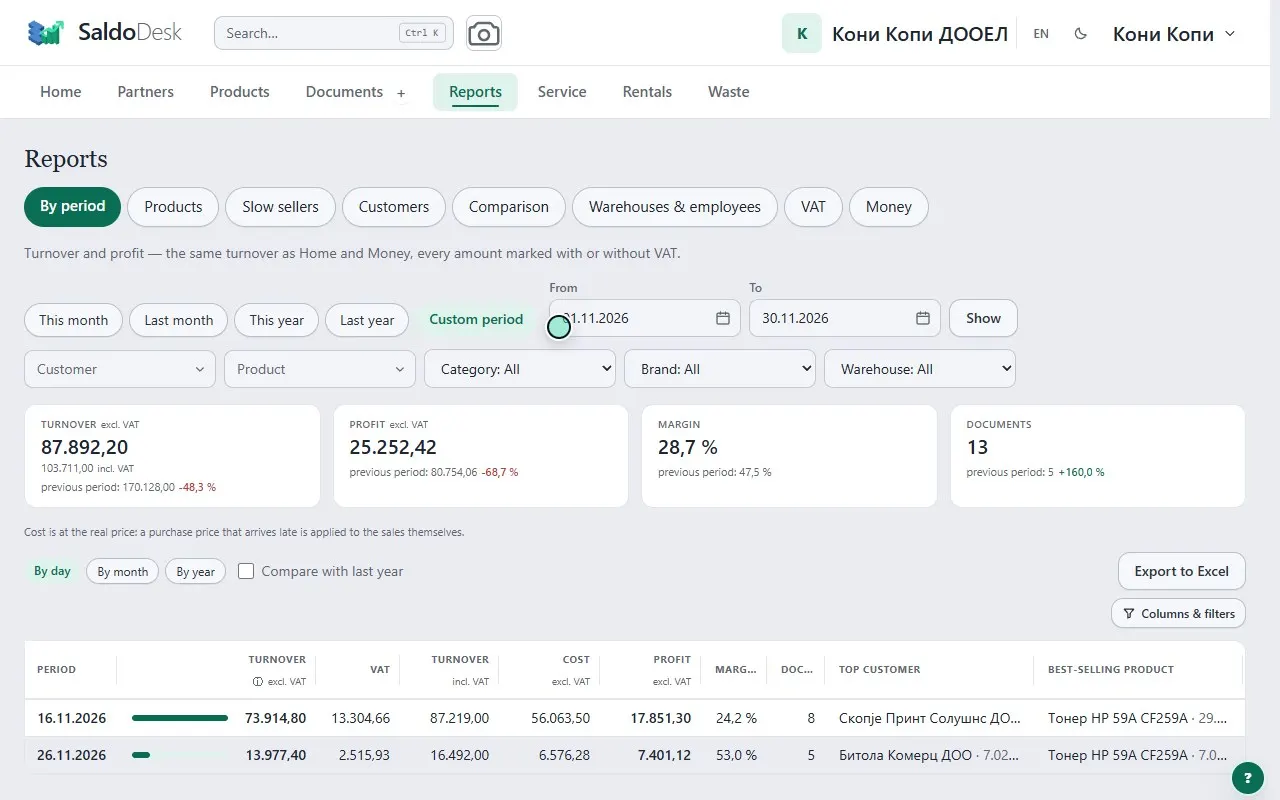 SaldoDesk
Search... Ctrl K
К Кони Копи ДООЕЛ EN Кони Копи
Home Partners Products Documents + Reports Service Rentals Waste
Reports
By period Products Slow sellers Customers Comparison Warehouses & employees VAT Money
Turnover and profit — the same turnover as Home and Money, every amount marked with or without VAT.
From To
This month Last month This year Last year Custom period 01.11.2026 30.11.2026 Show
Customer Product Category: All Brand: All Warehouse: All
TURNOVER excl. VAT
87.892,20
103.711,00 incl. VAT
previous period: 170.128,00 -48,3 %
PROFIT excl. VAT
25.252,42
previous period: 80.754,06 -68,7 %
MARGIN
28,7 %
previous period: 47,5 %
DOCUMENTS
13
previous period: 5 +160,0 %
Cost is at the real price: a purchase price that arrives late is applied to the sales themselves.
By day By month By year Compare with last year Export to Excel
Columns & filters
PERIOD TURNOVER excl. VAT VAT TURNOVER incl. VAT COST excl. VAT PROFIT excl. VAT MARG... DOC... TOP CUSTOMER BEST-SELLING PRODUCT
16.11.2026 73.914,80 13.304,66 87.219,00 56.063,50 17.851,30 24,2 % 8 Скопје Принт Солушнс ДО... Тонер HP 59A CF259A · 29....
26.11.2026 13.977,40 2.515,93 16.492,00 6.576,28 7.401,12 53,0 % 5 Битола Комерц ДОО · 7.02... Тонер HP 59A CF259A · 7.0...
?